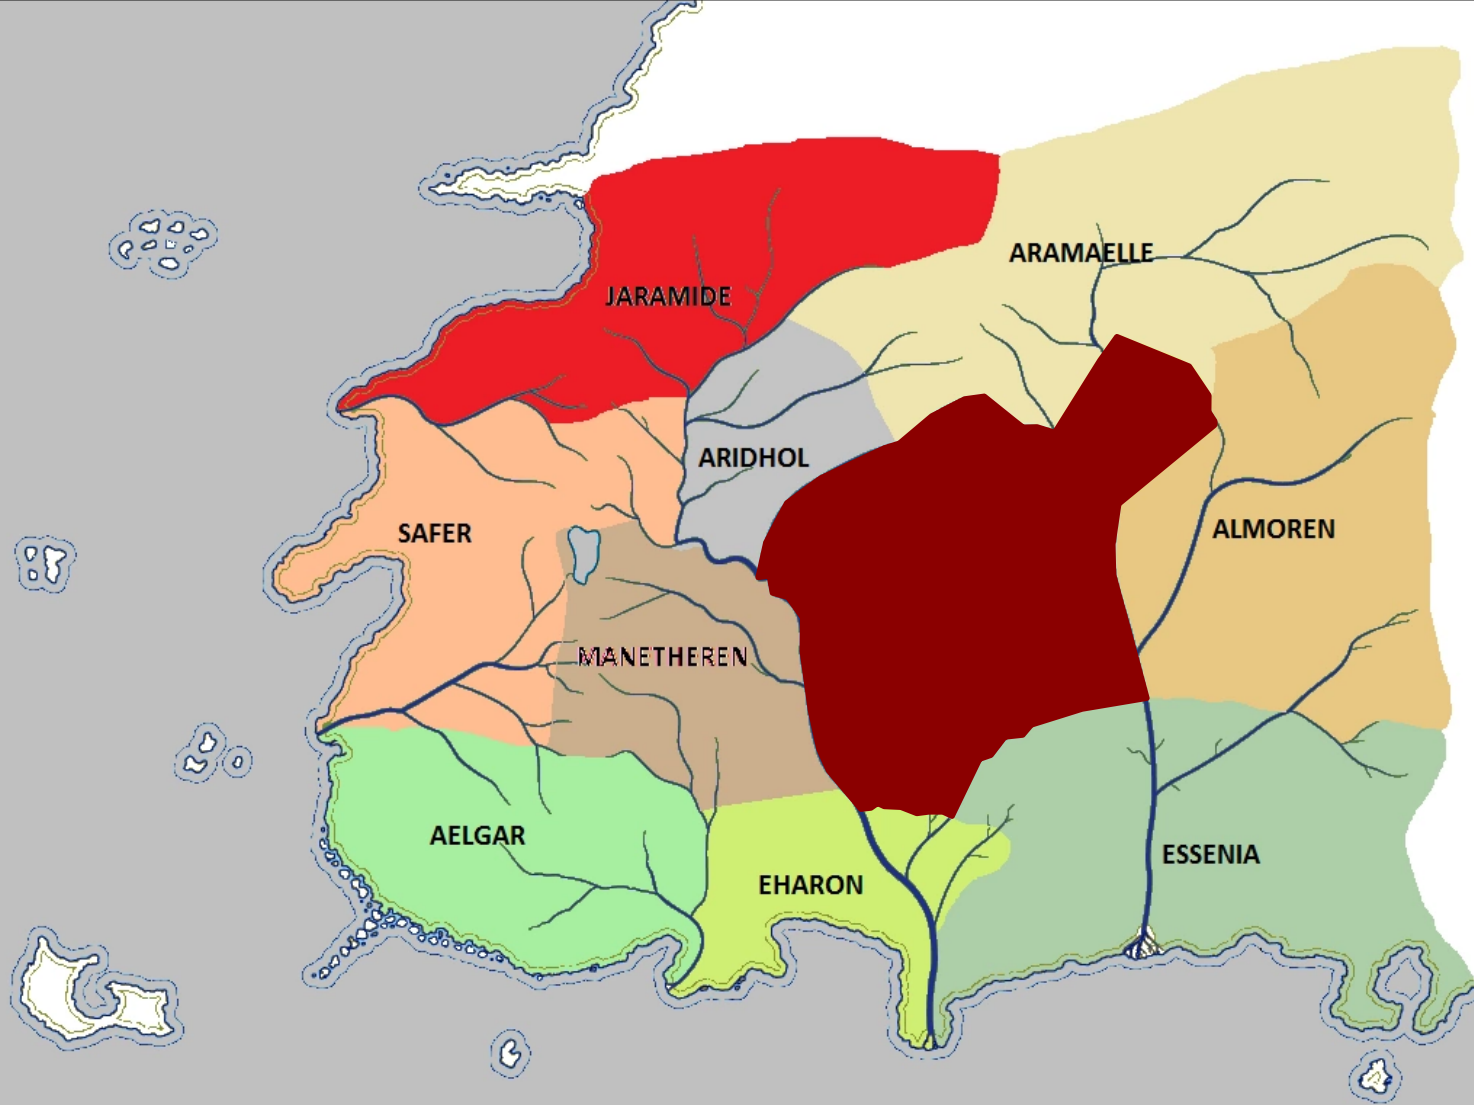 ARAMAELLE
JARAMIDE
ARIDHOL
SAFER
ALMOREN
MANETHEREN
AELGAR
ESSENIA
EHARON